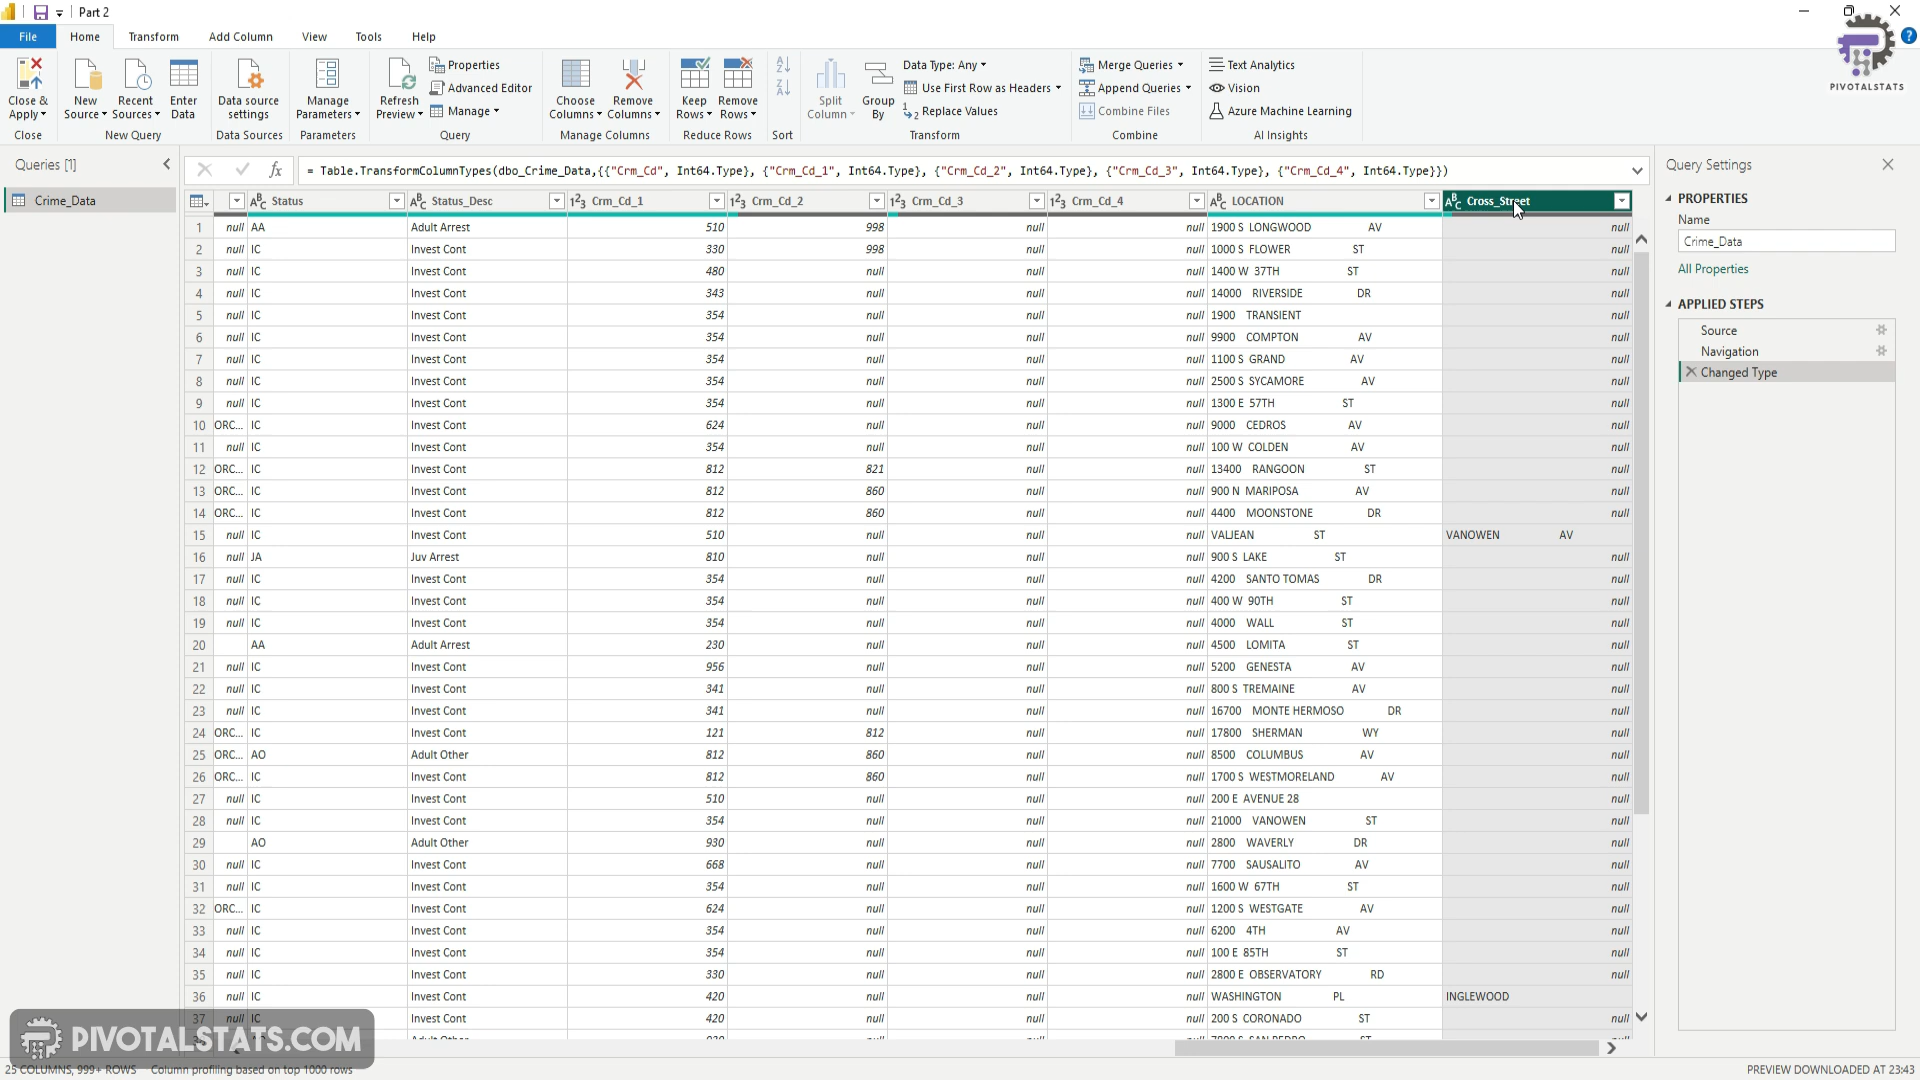 Part 2
File Home Transform Add Column View Tools Help
PIVOTALSTATS
Close & Apply
New Source
Recent Sources
Enter Data
Data source settings
Manage Parameters
Refresh Preview
Properties
Advanced Editor
Manage
Choose Columns
Remove Columns
Keep Rows
Remove Rows
Split Column
Group By
Data Type: Any
Use First Row as Headers
Replace Values
Merge Queries
Append Queries
Combine Files
Text Analytics
Vision
Azure Machine Learning
Close New Query Data Sources Parameters Query Manage Columns Reduce Rows Sort Transform Combine AI Insights
Queries [1]
Crime_Data
fx = Table.TransformColumnTypes(dbo_Crime_Data,{{"Crm_Cd", Int64.Type}, {"Crm_Cd_1", Int64.Type}, {"Crm_Cd_2", Int64.Type}, {"Crm_Cd_3", Int64.Type}, {"Crm_Cd_4", Int64.Type}})
Status Status_Desc Crm_Cd_1 Crm_Cd_2 Crm_Cd_3 Crm_Cd_4 LOCATION Cross_Street
1 null AA Adult Arrest 510 998 null null 1900 S LONGWOOD AV null
2 null IC Invest Cont 330 998 null null 1000 S FLOWER ST null
3 null IC Invest Cont 480 null null null 1400 W 37TH ST null
4 null IC Invest Cont 343 null null null 14000 RIVERSIDE DR null
5 null IC Invest Cont 354 null null null 1900 TRANSIENT null
6 null IC Invest Cont 354 null null null 9900 COMPTON AV null
7 null IC Invest Cont 354 null null null 1100 S GRAND AV null
8 null IC Invest Cont 354 null null null 2500 S SYCAMORE AV null
9 null IC Invest Cont 354 null null null 1300 E 57TH ST null
10 ORC... IC Invest Cont 624 null null null 9000 CEDROS AV null
11 null IC Invest Cont 354 null null null 100 W COLDEN AV null
12 ORC... IC Invest Cont 812 821 null null 13400 RANGOON ST null
13 ORC... IC Invest Cont 812 860 null null 900 N MARIPOSA AV null
14 ORC... IC Invest Cont 812 860 null null 4400 MOONSTONE DR null
15 null IC Invest Cont 510 null null null VALJEAN ST VANOWEN AV
16 null JA Juv Arrest 810 null null null 900 S LAKE ST null
17 null IC Invest Cont 354 null null null 4200 SANTO TOMAS DR null
18 null IC Invest Cont 354 null null null 400 W 90TH ST null
19 null IC Invest Cont 354 null null null 4000 WALL ST null
20 AA Adult Arrest 230 null null null 4500 LOMITA ST null
21 null IC Invest Cont 956 null null null 5200 GENESTA AV null
22 null IC Invest Cont 341 null null null 800 S TREMAINE AV null
23 null IC Invest Cont 341 null null null 16700 MONTE HERMOSO DR null
24 ORC... IC Invest Cont 121 812 null null 17800 SHERMAN WY null
25 ORC... AO Adult Other 812 860 null null 8500 COLUMBUS AV null
26 ORC... IC Invest Cont 812 860 null null 1700 S WESTMORELAND AV null
27 null IC Invest Cont 510 null null null 200 E AVENUE 28 null
28 null IC Invest Cont 354 null null null 21000 VANOWEN ST null
29 AO Adult Other 930 null null null 2800 WAVERLY DR null
30 null IC Invest Cont 668 null null null 7700 SAUSALITO AV null
31 null IC Invest Cont 354 null null null 1600 W 67TH ST null
32 ORC... IC Invest Cont 624 null null null 1200 S WESTGATE AV null
33 null IC Invest Cont 354 null null null 6200 4TH AV null
34 null IC Invest Cont 354 null null null 100 E 85TH ST null
35 null IC Invest Cont 330 null null null 2800 E OBSERVATORY RD null
36 null IC Invest Cont 420 null null null WASHINGTON PL INGLEWOOD
37 null IC Invest Cont 420 null null null 200 S CORONADO ST null
Query Settings
PROPERTIES
Name
Crime_Data
All Properties
APPLIED STEPS
Source
Navigation
Changed Type
PIVOTALSTATS.COM
25 COLUMNS, 999+ ROWS Column profiling based on top 1000 rows
PREVIEW DOWNLOADED AT 23:43